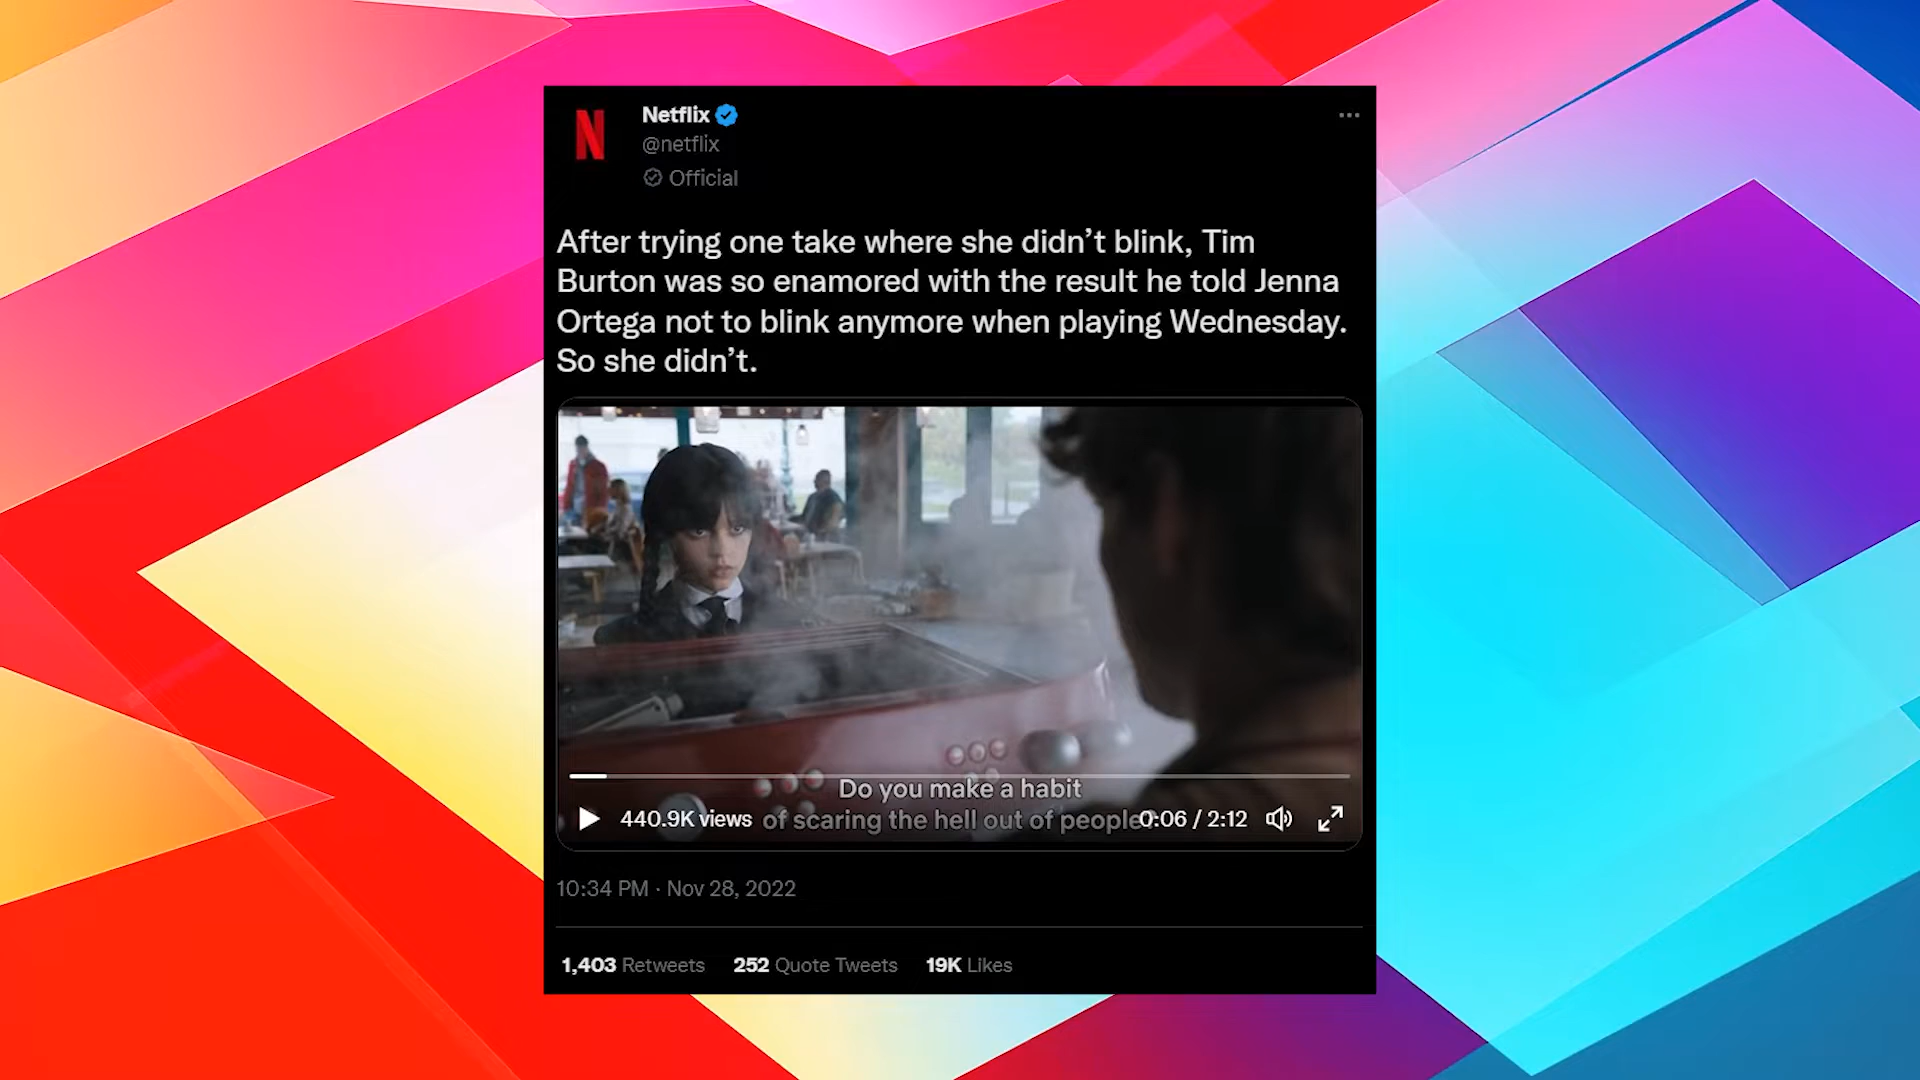 Netflix
@netflix
Official
After trying one take where she didn’t blink, Tim
Burton was so enamored with the result he told Jenna
Ortega not to blink anymore when playing Wednesday.
So she didn’t.
Do you make a habit
of scaring the hell out of people
440.9K views
0:06 / 2:12
10:34 PM · Nov 28, 2022
1,403 Retweets 252 Quote Tweets 19K Likes